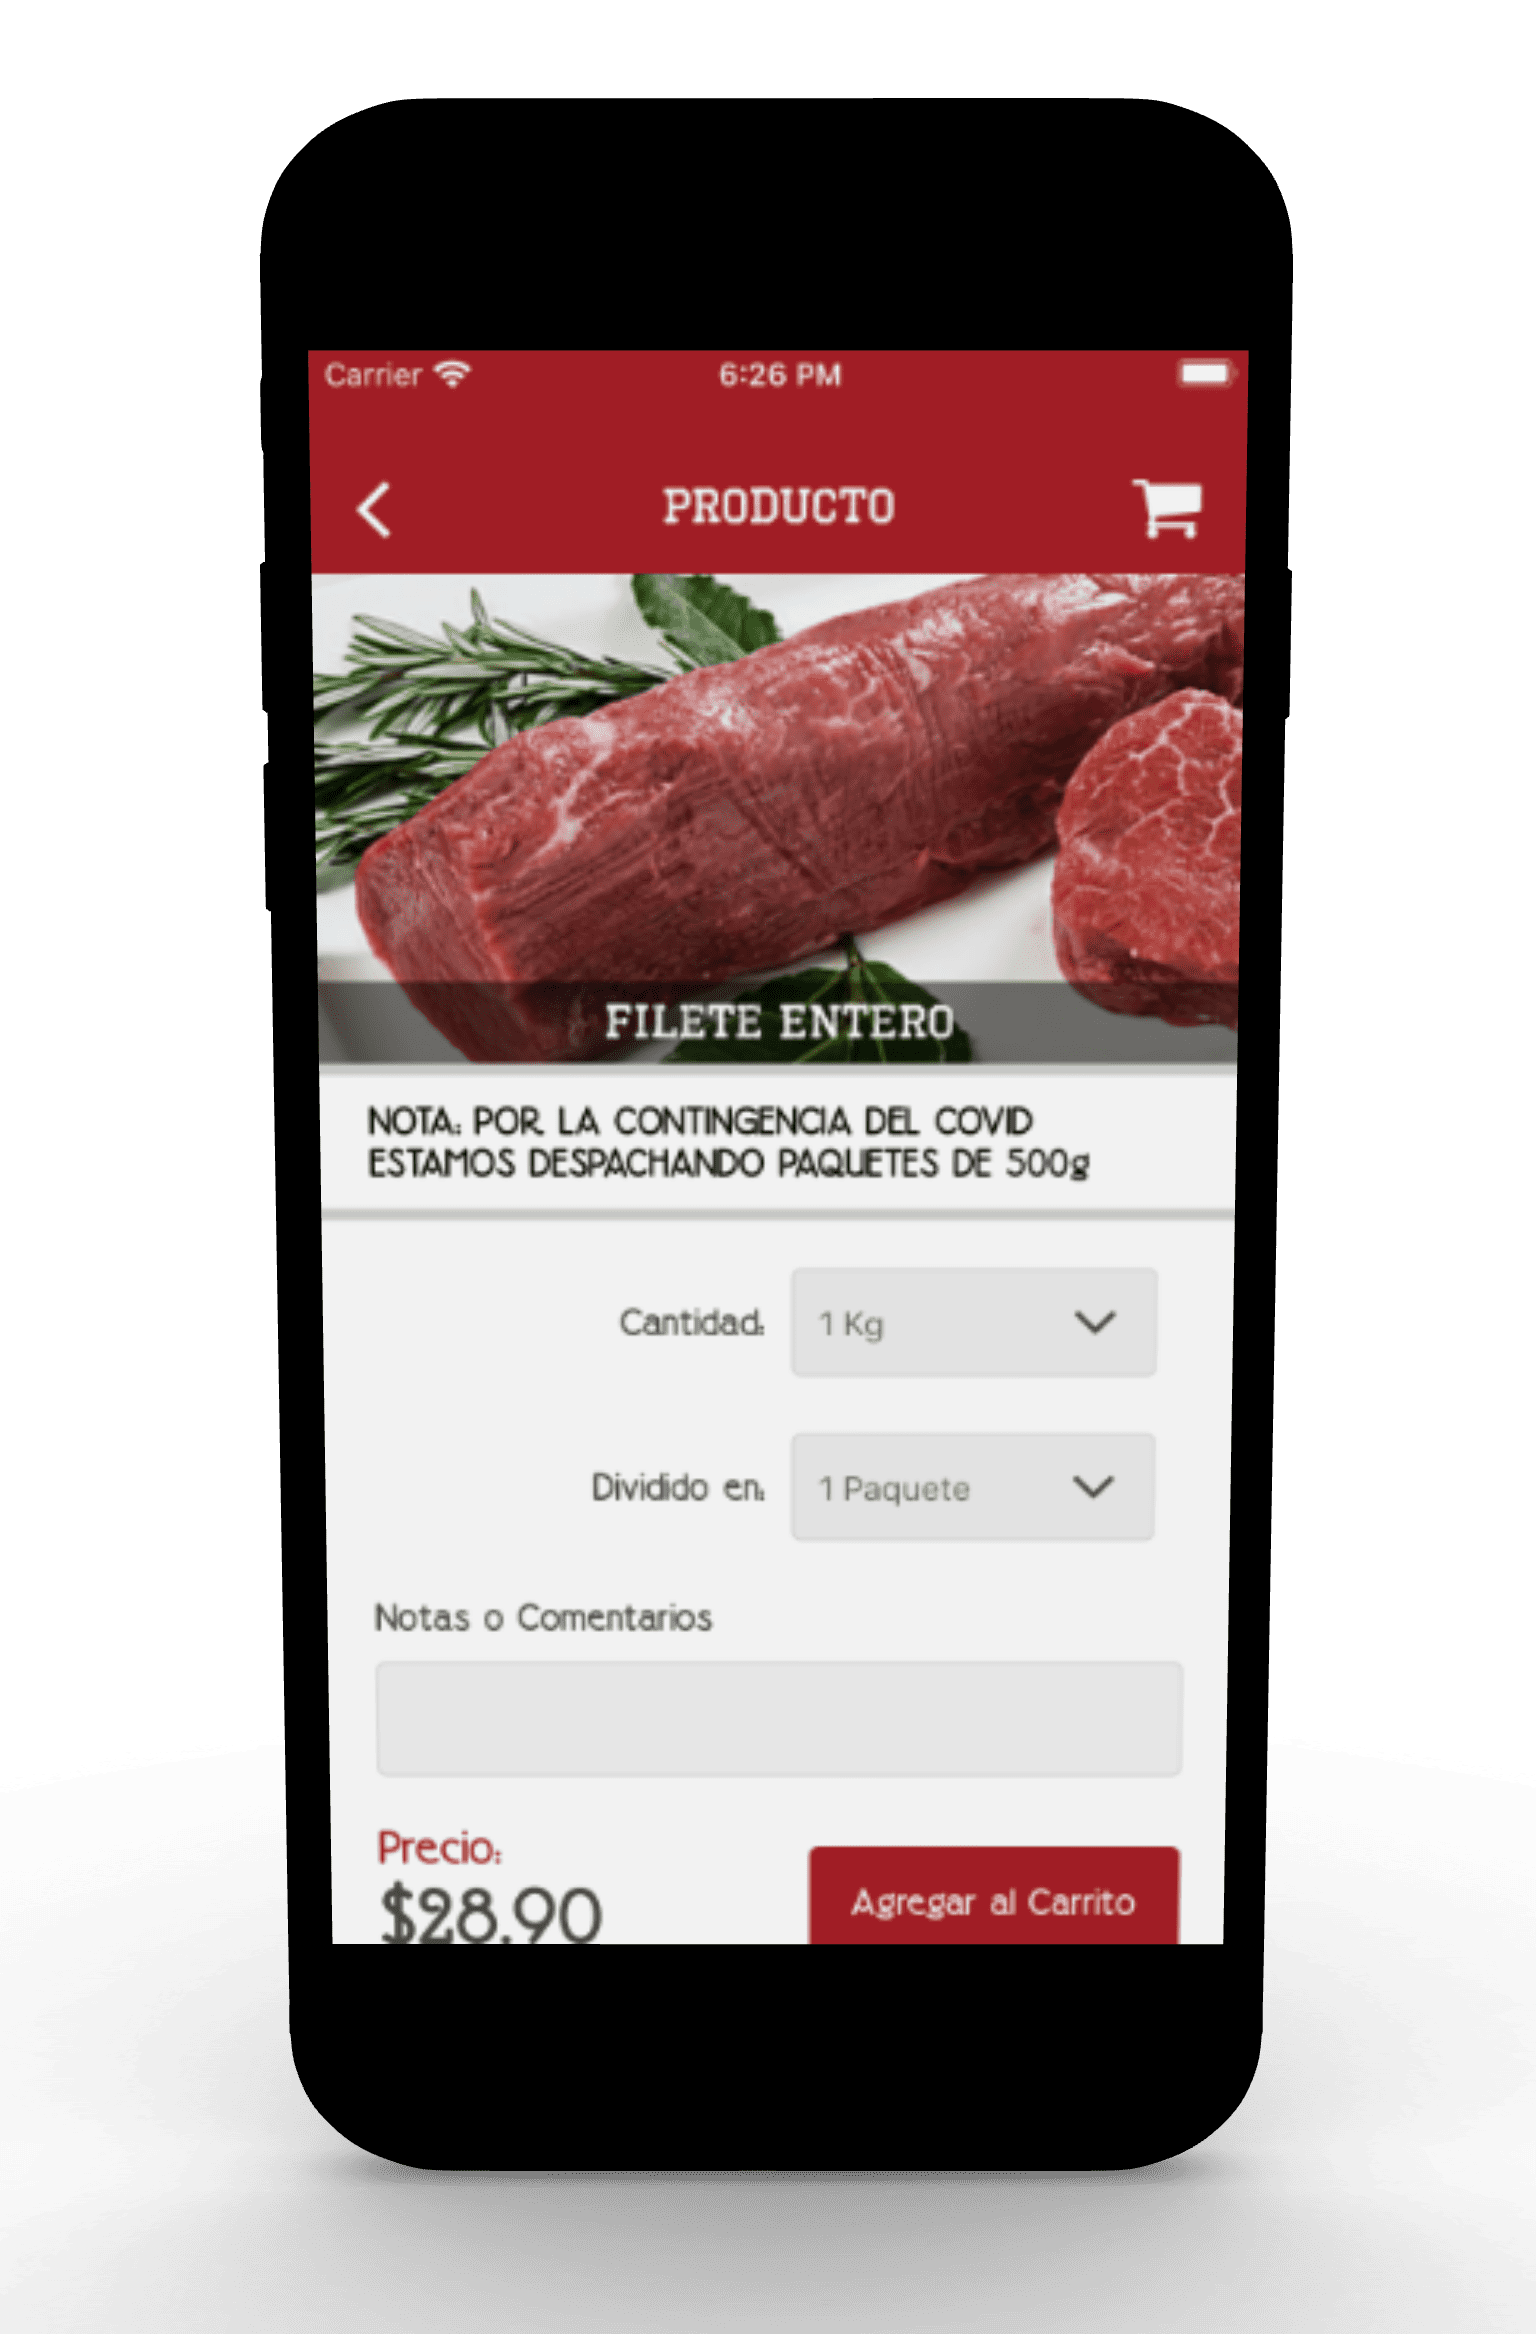 Carrier 6:26 PM
PRODUCTO
FILETE ENTERO
NOTA: POR LA CONTINGENCIA DEL COVID
ESTAMOS DESPACHANDO PAQUETES DE 500g
Cantidad: 1 Kg
Dividido en: 1 Paquete
Notas o Comentarios
Precio:
$28.90
Agregar al Carrito